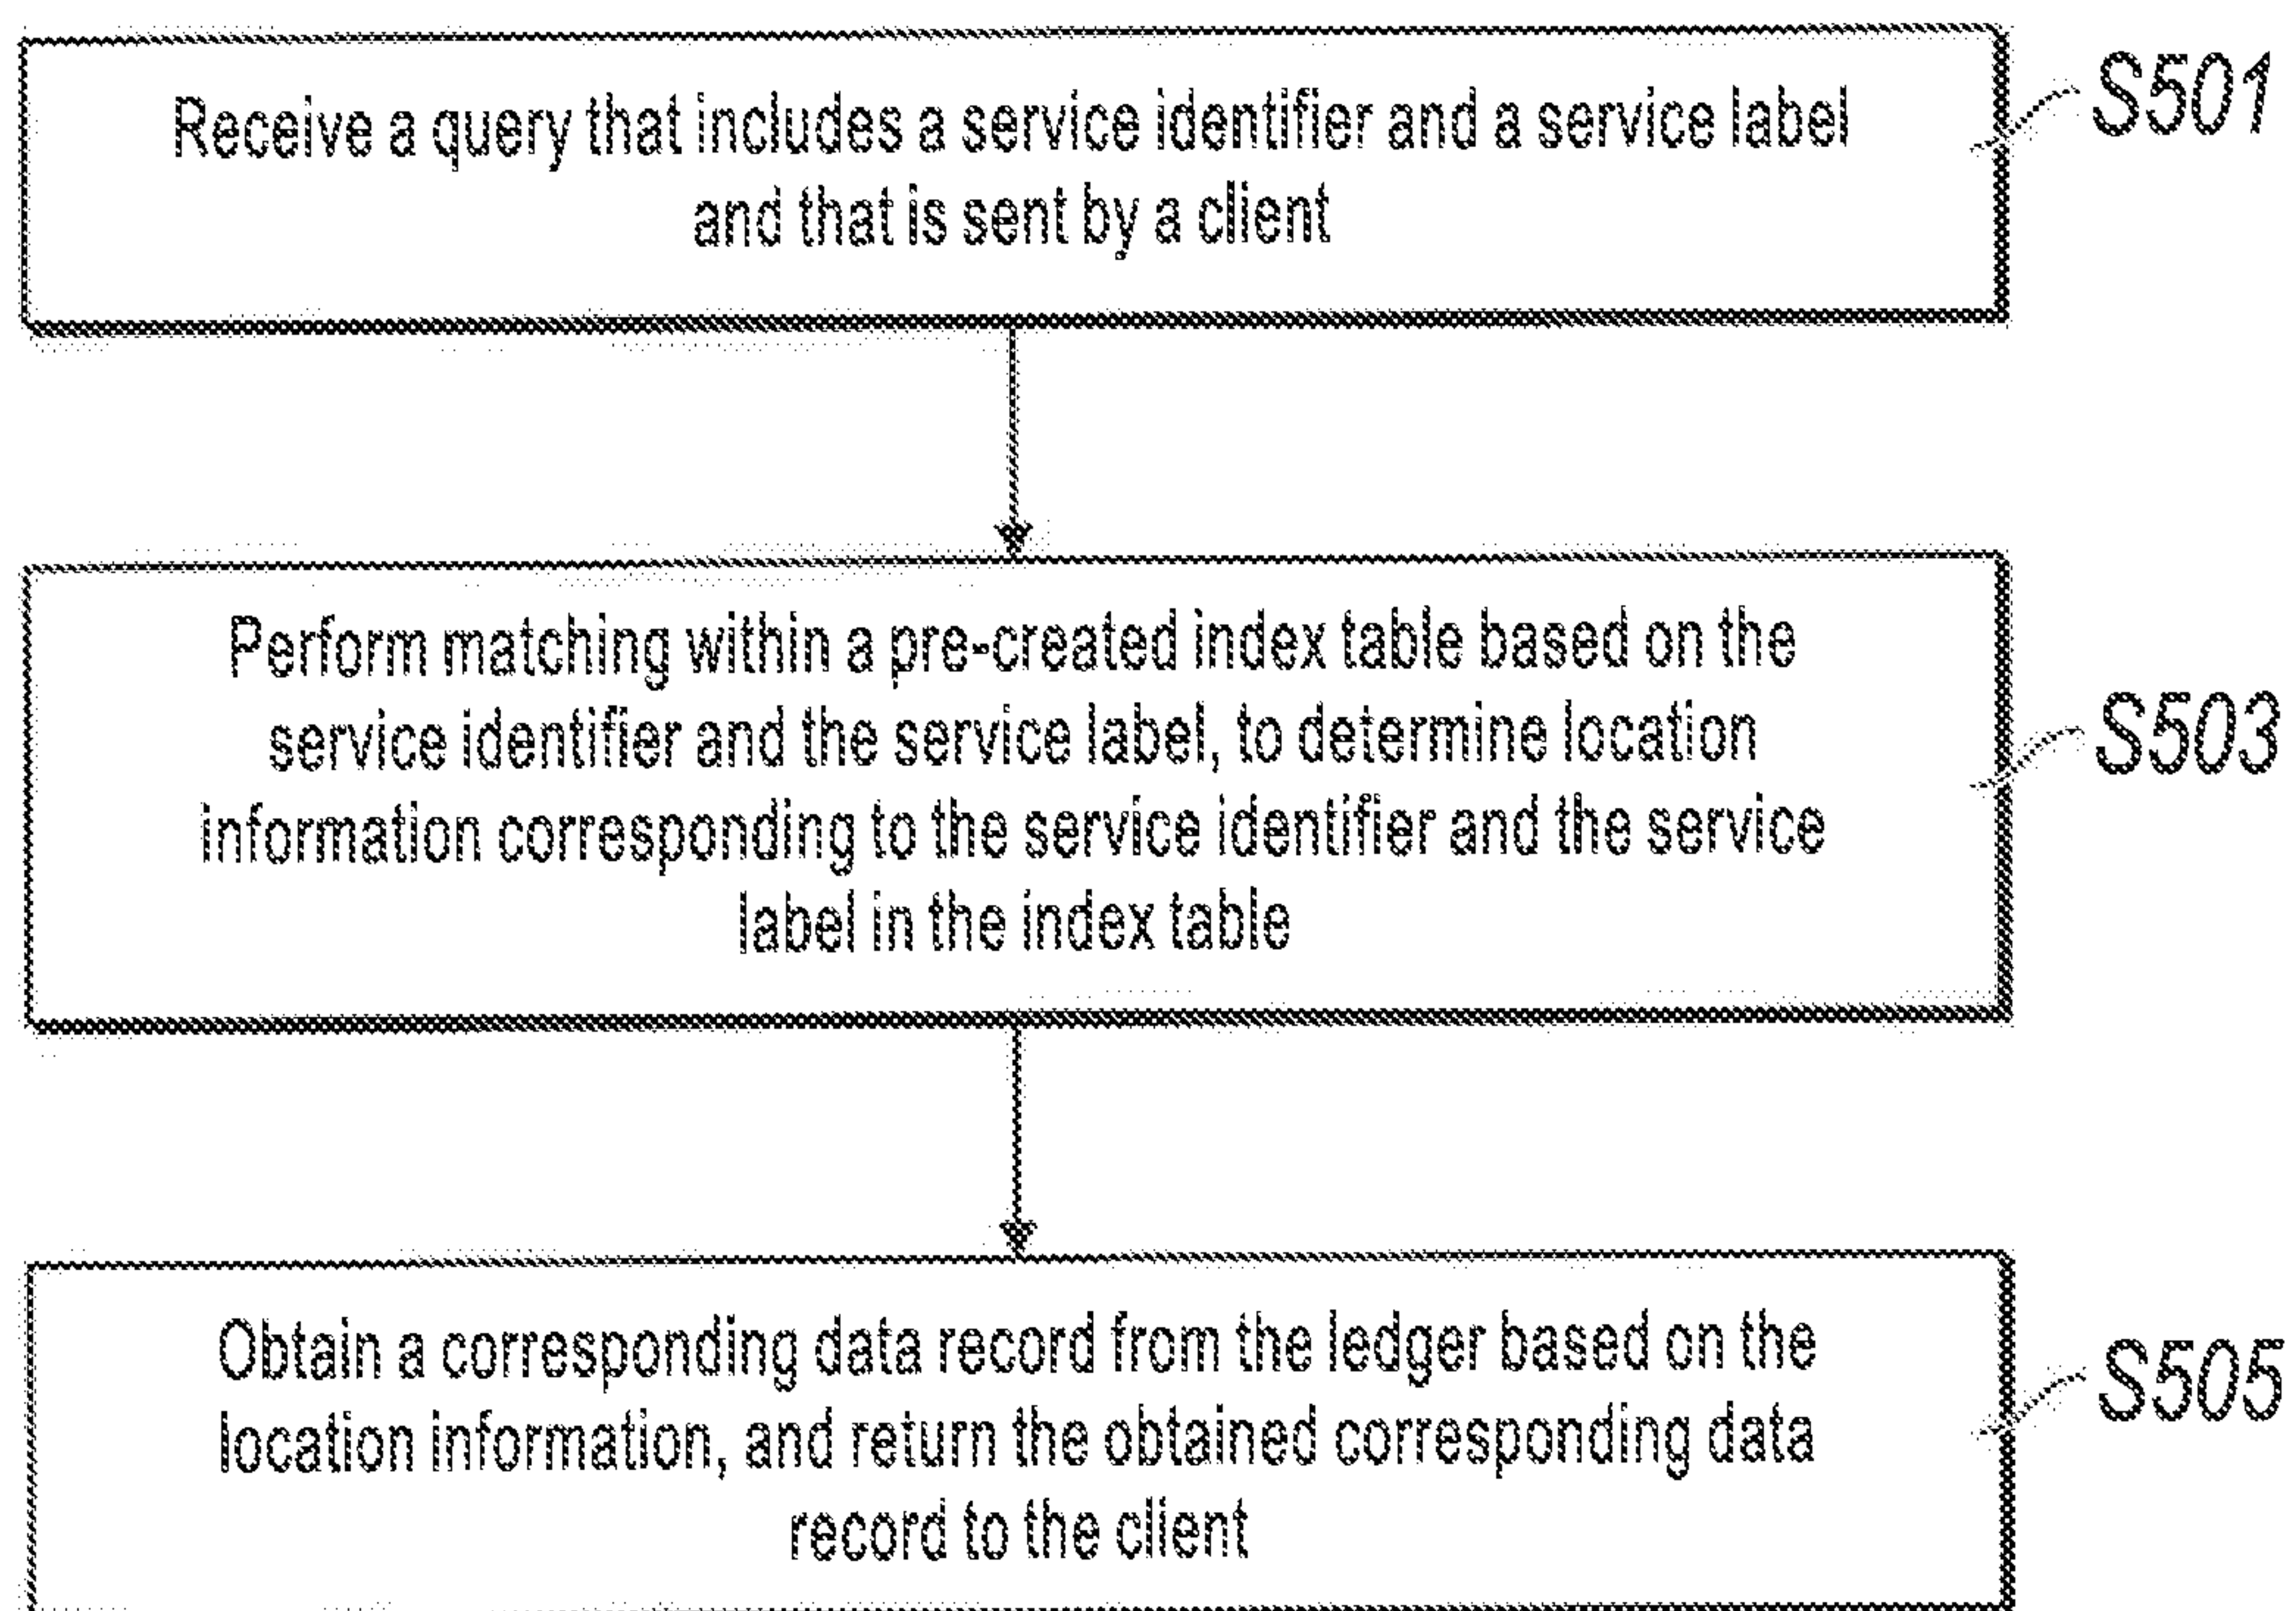 Receive a query that includes a service identifier and a service label
and that is sent by a client
S501
Perform matching within a pre-created index table based on the
service identifier and the service label, to determine location
information corresponding to the service identifier and the service
label in the index table
S503
Obtain a corresponding data record from the ledger based on the
location information, and return the obtained corresponding data
record to the client
S505